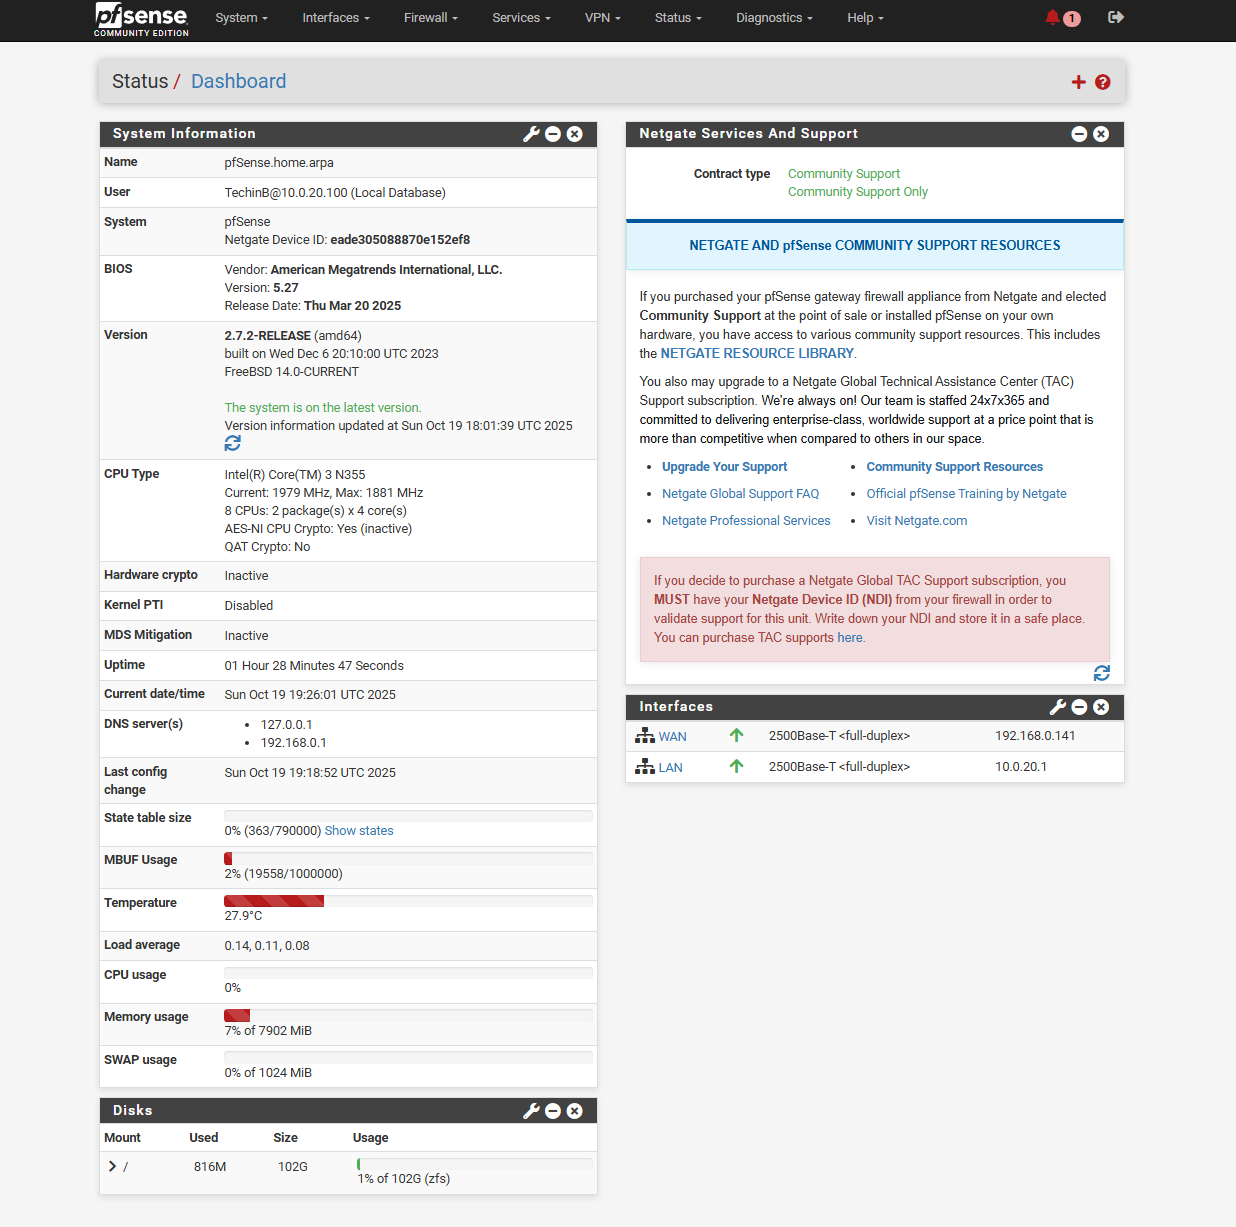 pfsense
COMMUNITY EDITION
System
Interfaces
Firewall
Services
VPN
Status
Diagnostics
Help
1
Status / Dashboard
System Information
Name pfSense.home.arpa
User TechinB@10.0.20.100 (Local Database)
System pfSense
Netgate Device ID: eade305088870e152ef8
BIOS Vendor: American Megatrends International, LLC.
Version: 5.27
Release Date: Thu Mar 20 2025
Version 2.7.2-RELEASE (amd64)
built on Wed Dec 6 20:10:00 UTC 2023
FreeBSD 14.0-CURRENT
The system is on the latest version.
Version information updated at Sun Oct 19 18:01:39 UTC 2025
CPU Type Intel(R) Core(TM) 3 N355
Current: 1979 MHz, Max: 1881 MHz
8 CPUs: 2 package(s) x 4 core(s)
AES-NI CPU Crypto: Yes (inactive)
QAT Crypto: No
Hardware crypto Inactive
Kernel PTI Disabled
MDS Mitigation Inactive
Uptime 01 Hour 28 Minutes 47 Seconds
Current date/time Sun Oct 19 19:26:01 UTC 2025
DNS server(s) • 127.0.0.1
• 192.168.0.1
Last config change Sun Oct 19 19:18:52 UTC 2025
State table size
0% (363/790000) Show states
MBUF Usage
2% (19558/1000000)
Temperature
27.9°C
Load average 0.14, 0.11, 0.08
CPU usage
0%
Memory usage
7% of 7902 MiB
SWAP usage
0% of 1024 MiB
Disks
Mount Used Size Usage
/ 816M 102G
1% of 102G (zfs)
Netgate Services And Support
Contract type Community Support
Community Support Only
NETGATE AND pfSense COMMUNITY SUPPORT RESOURCES
If you purchased your pfSense gateway firewall appliance from Netgate and elected
Community Support at the point of sale or installed pfSense on your own
hardware, you have access to various community support resources. This includes
the NETGATE RESOURCE LIBRARY.
You also may upgrade to a Netgate Global Technical Assistance Center (TAC)
Support subscription. We're always on! Our team is staffed 24x7x365 and
committed to delivering enterprise-class, worldwide support at a price point that is
more than competitive when compared to others in our space.
• Upgrade Your Support
• Netgate Global Support FAQ
• Netgate Professional Services
• Community Support Resources
• Official pfSense Training by Netgate
• Visit Netgate.com
If you decide to purchase a Netgate Global TAC Support subscription, you
MUST have your Netgate Device ID (NDI) from your firewall in order to
validate support for this unit. Write down your NDI and store it in a safe place.
You can purchase TAC supports here.
Interfaces
WAN 2500Base-T <full-duplex> 192.168.0.141
LAN 2500Base-T <full-duplex> 10.0.20.1